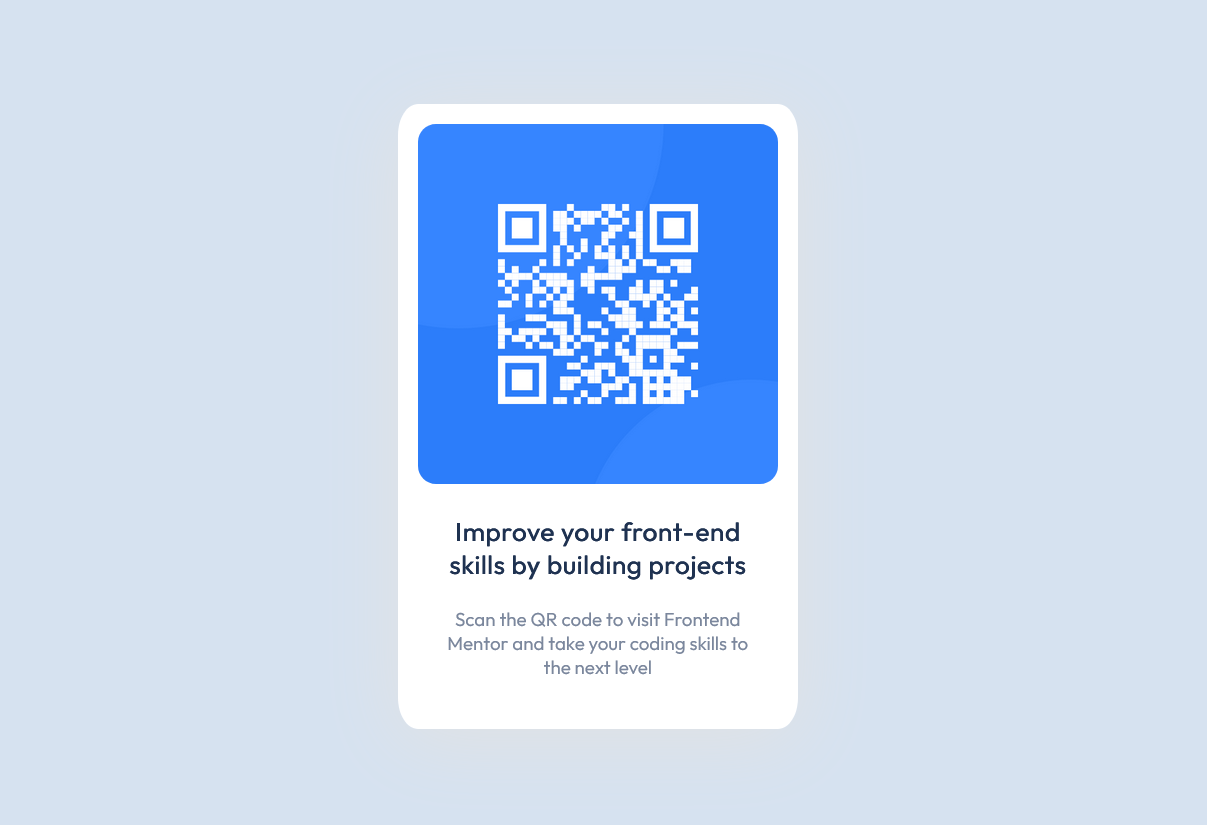 Improve your front-end
skills by building projects
Scan the QR code to visit Frontend
Mentor and take your coding skills to
the next level